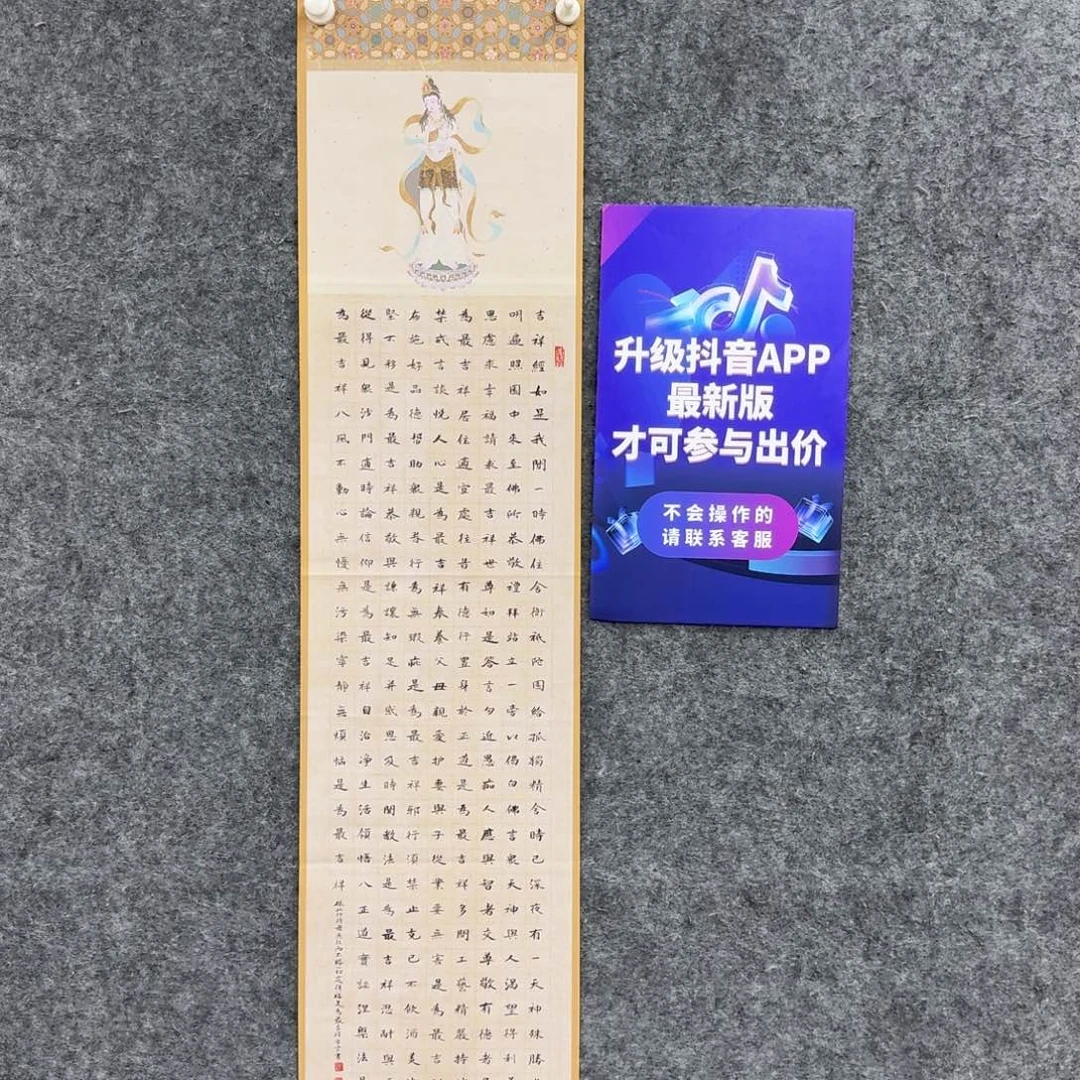 吉祥經如是我聞一時佛住舍衛祇陀園給孤獨精舍時已深夜有一天神殊勝
明遍照園中來至佛所恭敬禮拜站立一旁以偈白佛言衆天神與人渴望得利
思慮求幸福請示最吉祥世尊如是答言勿近愚痴人應與智者交尊敬有德者
為最吉祥居住適宜處往昔有德行置身於正道是為最吉祥多聞工藝精嚴持
禁戒言談悅人心是為最吉祥奉養父母親愛護妻與子從業要無害是為最吉
布施好品德幫助衆親眷行為無瑕疵是為最吉祥邪行須禁止克己不飲酒美
堅不移是為最吉祥恭敬與謙讓知足并感恩及時聞教法是為最吉祥忍耐與
從得見衆沙門適時論信仰是為最吉祥自治淨生活領悟八正道實証涅槃法
為最吉祥八風不動心無慢無污染寧靜無煩惱是為最吉祥
升级抖音APP
最新版
才可参与出价
不会操作的
请联系客服